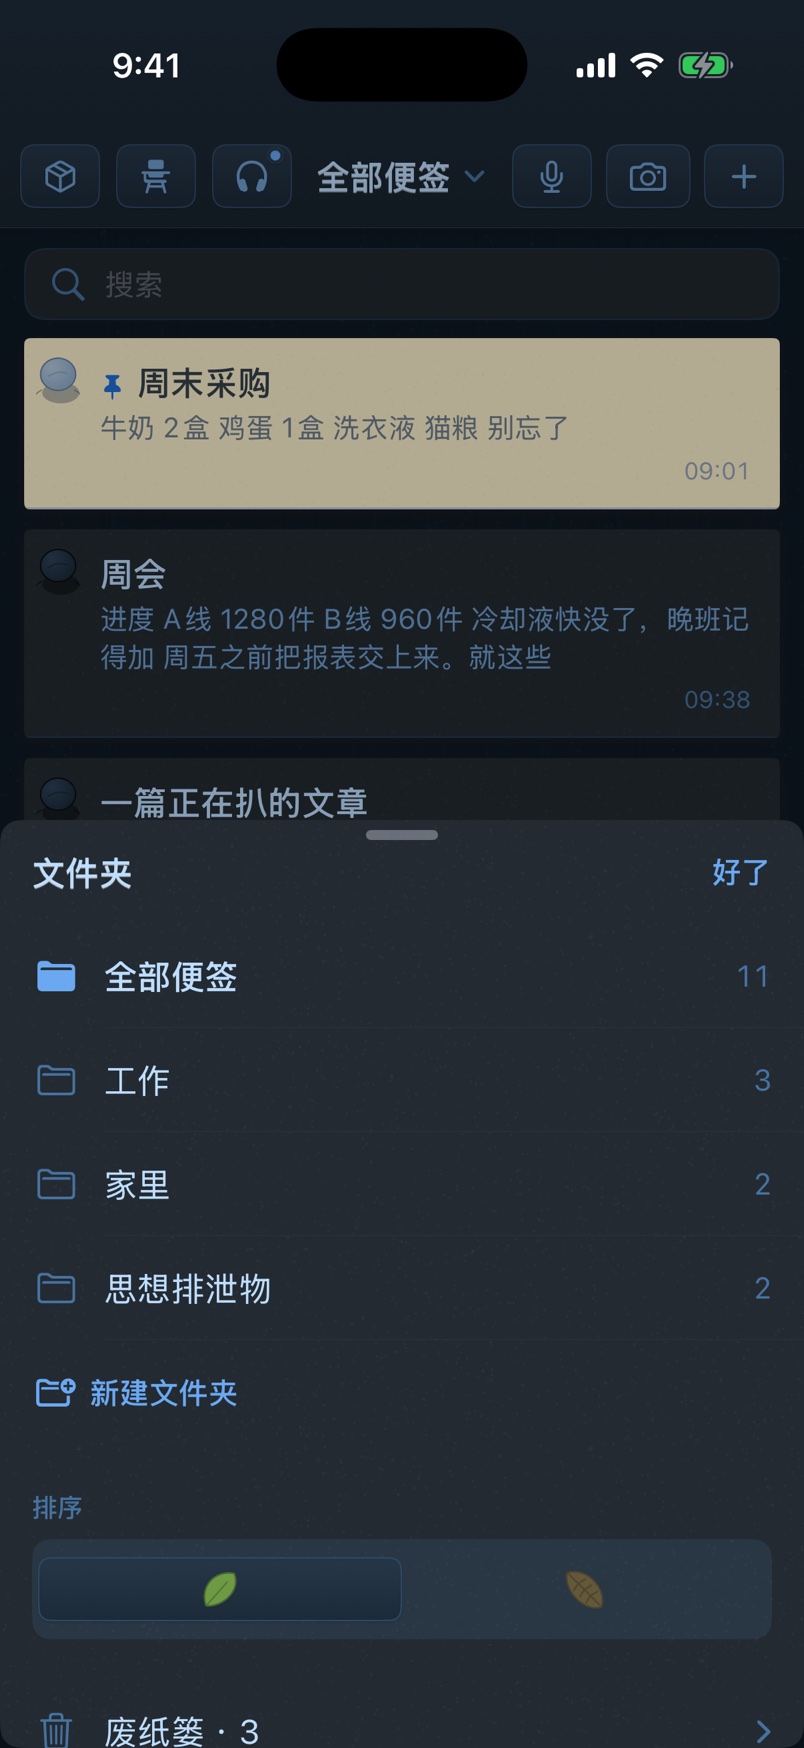 9:41
全部便签
搜索
周末采购
牛奶 2盒 鸡蛋 1盒 洗衣液 猫粮 别忘了
09:01
周会
进度 A线 1280件 B线 960件 冷却液快没了，晚班记
得加 周五之前把报表交上来。就这些
09:38
一篇正在扒的文章
文件夹
好了
全部便签
11
工作
3
家里
2
思想排泄物
2
新建文件夹
排序
废纸篓 · 3